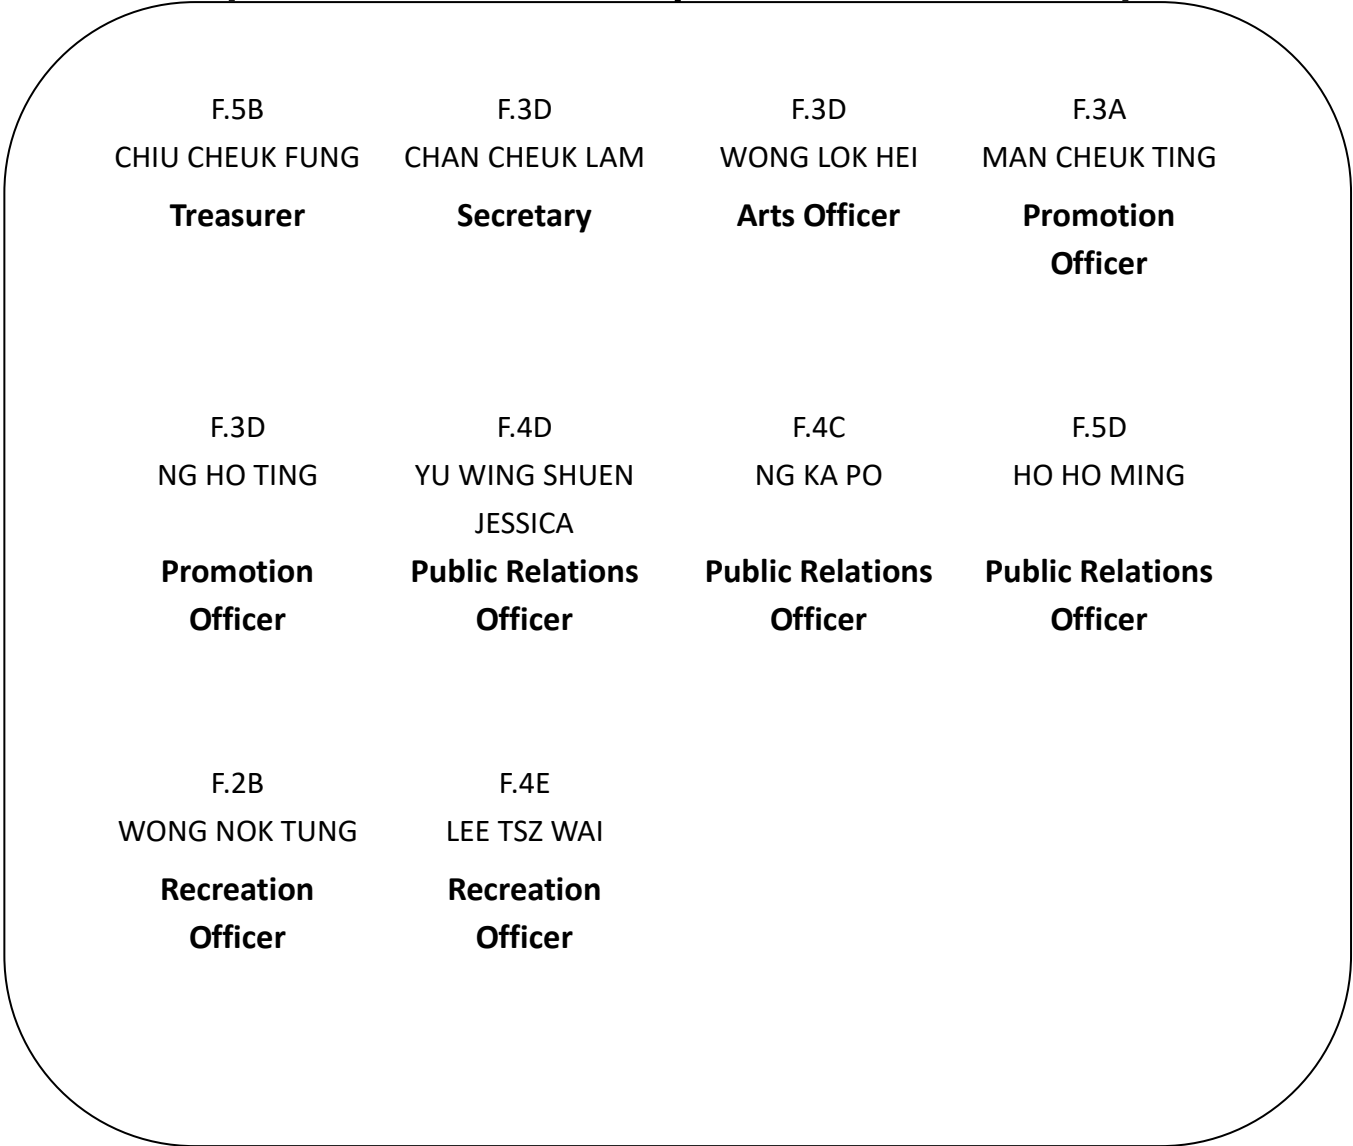 F.5B F.3D F.3D F.3A
CHIU CHEUK FUNG CHAN CHEUK LAM WONG LOK HEI MAN CHEUK TING
Treasurer Secretary Arts Officer Promotion
Officer
F.3D F.4D F.4C F.5D
NG HO TING YU WING SHUEN NG KA PO HO HO MING
JESSICA
Promotion Public Relations Public Relations Public Relations
Officer Officer Officer Officer
F.2B F.4E
WONG NOK TUNG LEE TSZ WAI
Recreation Recreation
Officer Officer